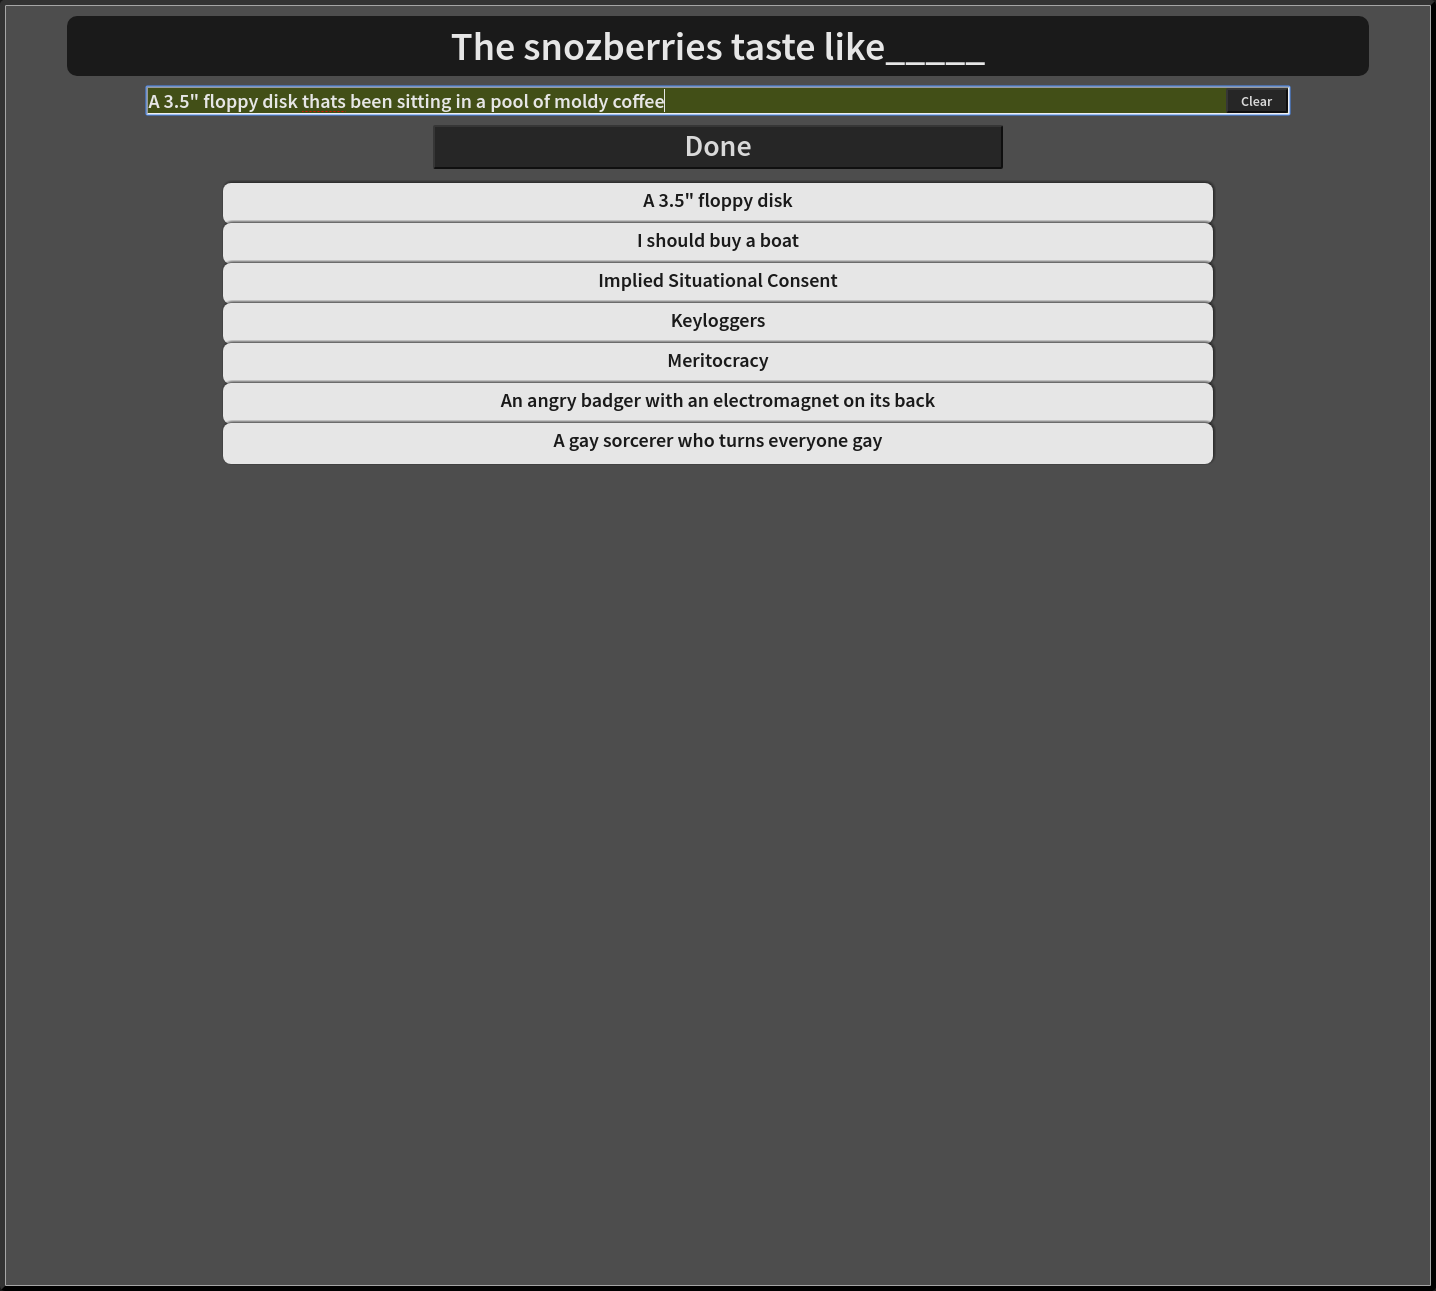 The snozberries taste like_____
A 3.5" floppy disk thats been sitting in a pool of moldy coffee
Clear
Done
A 3.5" floppy disk
I should buy a boat
Implied Situational Consent
Keyloggers
Meritocracy
An angry badger with an electromagnet on its back
A gay sorcerer who turns everyone gay